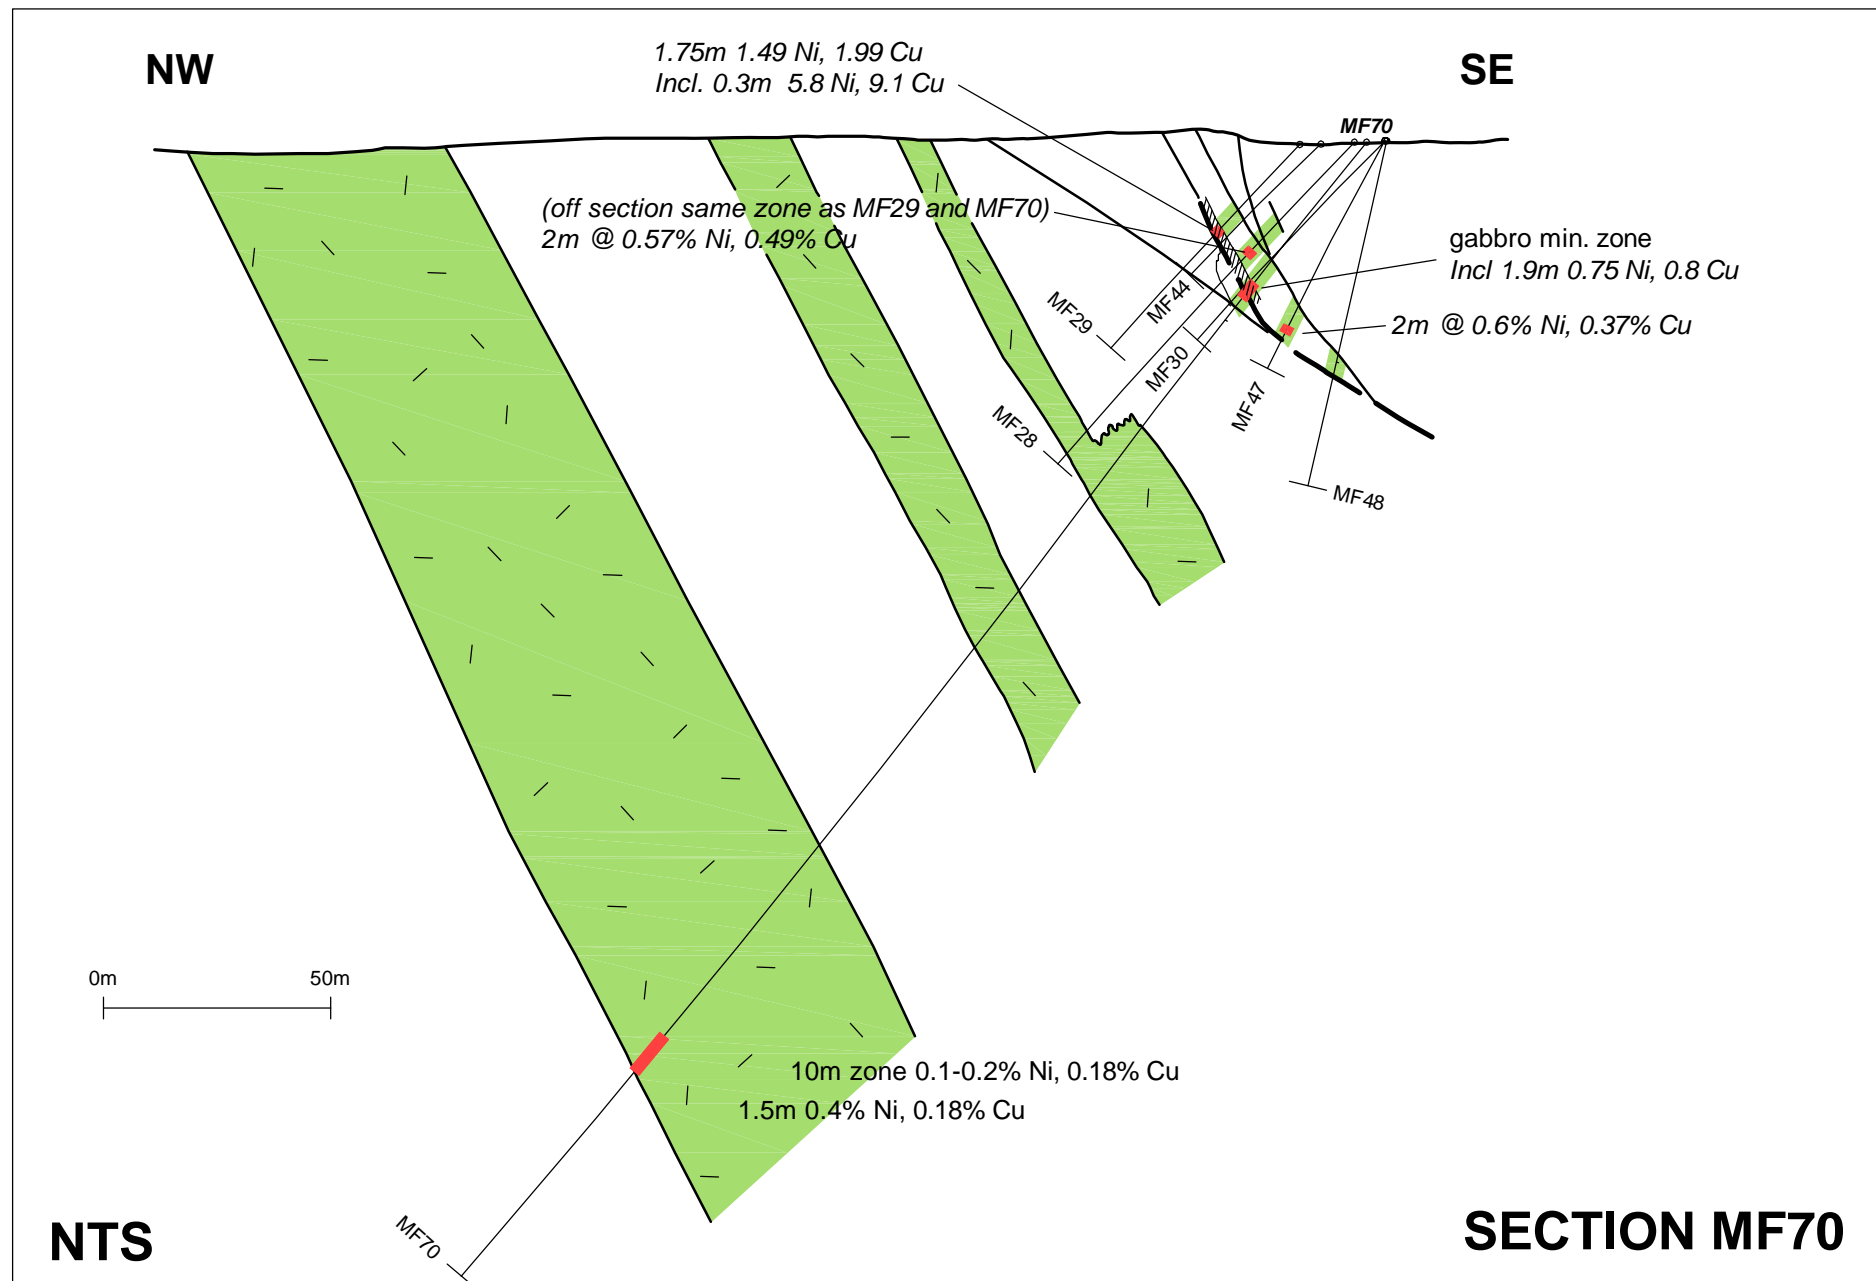 NW
1.75m 1.49 Ni, 1.99 Cu
Incl. 0.3m 5.8 Ni, 9.1 Cu
SE
MF70
(off section same zone as MF29 and MF70)
2m @ 0.57% Ni, 0.49% Cu
gabbro min. zone
Incl 1.9m 0.75 Ni, 0.8 Cu
2m @ 0.6% Ni, 0.37% Cu
MF29
MF44
MF30
MF47
MF28
MF48
0m 50m
10m zone 0.1-0.2% Ni, 0.18% Cu
1.5m 0.4% Ni, 0.18% Cu
MF70
NTS
SECTION MF70